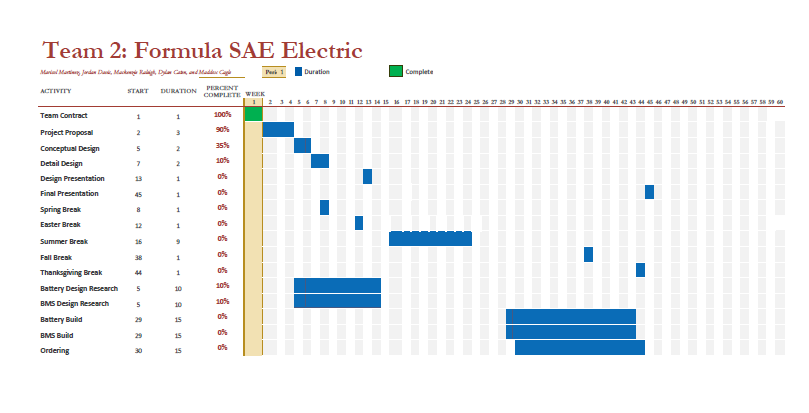 Team 2: Formula SAE Electric
Marisol Martinez, Jordan Davis, Mackenzie Raleigh, Dylan Cates, and Maddox Cagle
1
Duration
Complete
ACTIVITY START DURATION PERCENT COMPLETE WEEK
1 2 3 4 5 6 7 8 9 10 11 12 13 14 15 16 17 18 19 20 21 22 23 24 25 26 27 28 29 30 31 32 33 34 35 36 37 38 39 40 41 42 43 44 45 46 47 48 49 50 51 52 53 54 55 56 57 58 59 60
Team Contract 1 1 100%
Project Proposal 2 3 90%
Conceptual Design 5 2 35%
Detail Design 7 2 10%
Design Presentation 13 1 0%
Final Presentation 45 1 0%
Spring Break 8 1 0%
Easter Break 12 1 0%
Summer Break 16 9 0%
Fall Break 38 1 0%
Thanksgiving Break 44 1 0%
Battery Design Research 5 10 10%
BMS Design Research 5 10 10%
Battery Build 29 15 0%
BMS Build 29 15 0%
Ordering 30 15 0%